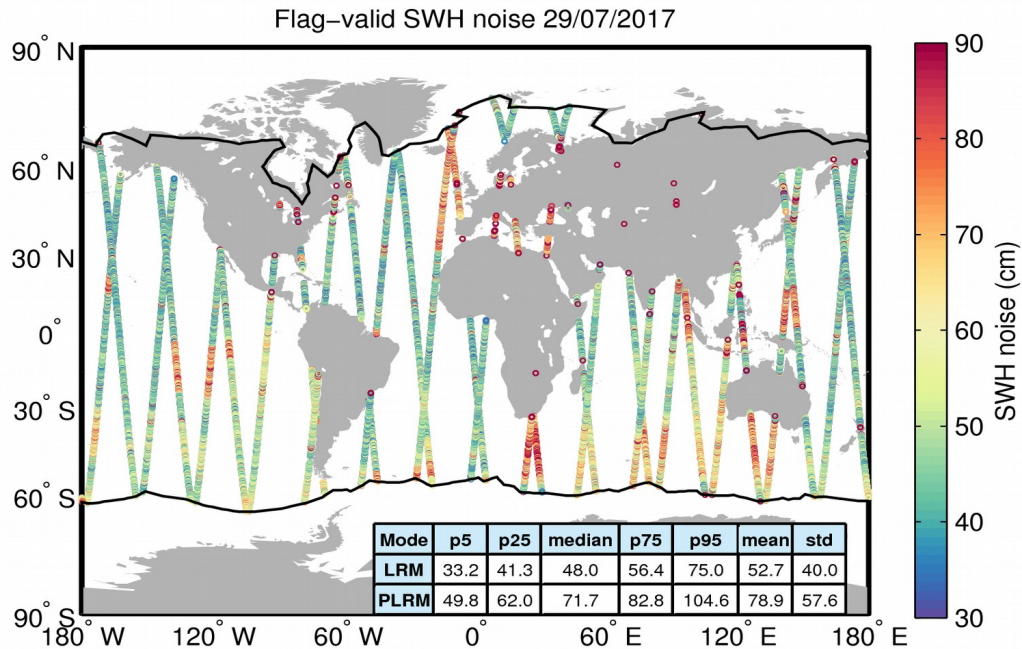 Flag−valid SWH noise 29/07/2017
90° N
60° N
30° N
0°
30° S
60° S
90° S
180° W
120° W
60° W
0°
60° E
120° E
180° E
Mode p5 p25 median p75 p95 mean std
LRM 33.2 41.3 48.0 56.4 75.0 52.7 40.0
PLRM 49.8 62.0 71.7 82.8 104.6 78.9 57.6
90
80
70
60
50
40
30
SWH noise (cm)